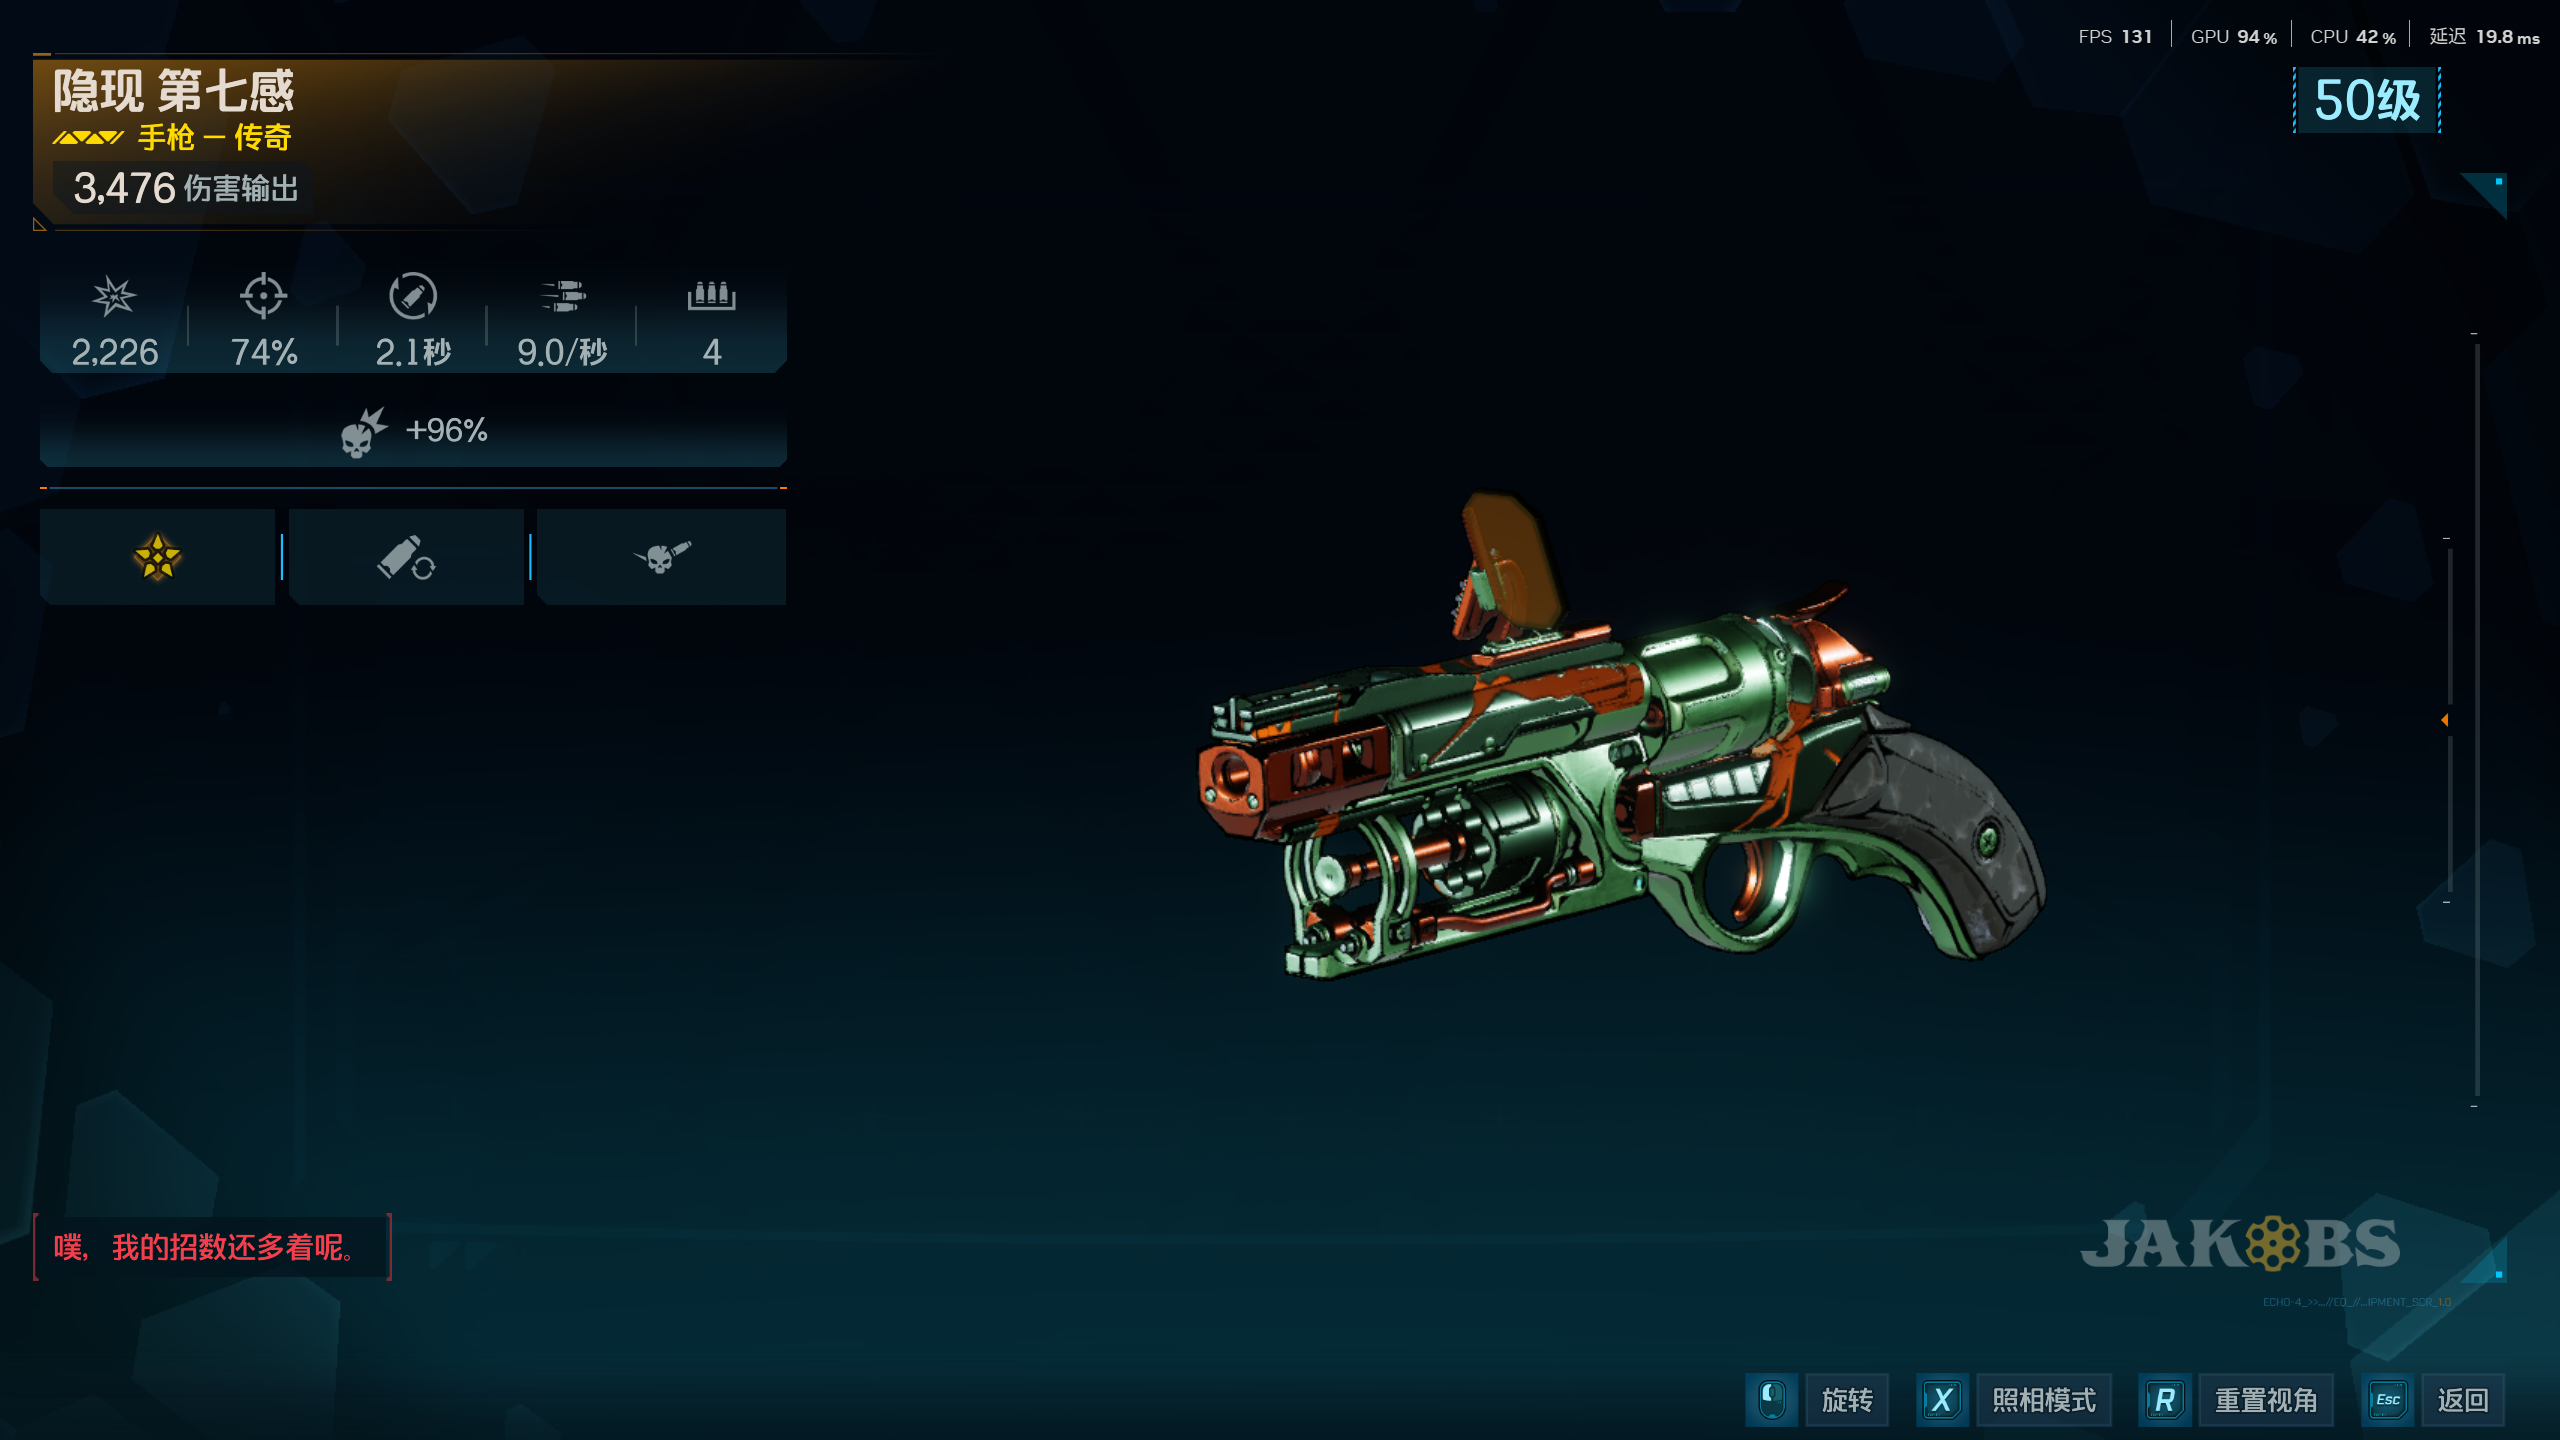 FPS 131 GPU 94 % CPU 42 % 延迟 19.8 ms
隐现 第七感
50级
手枪 — 传奇
3,476 伤害输出
2,226 74% 2.1秒 9.0/秒 4
+96%
噗, 我的招数还多着呢。
JAKOBS
旋转 X 照相模式 R 重置视角 Esc 返回